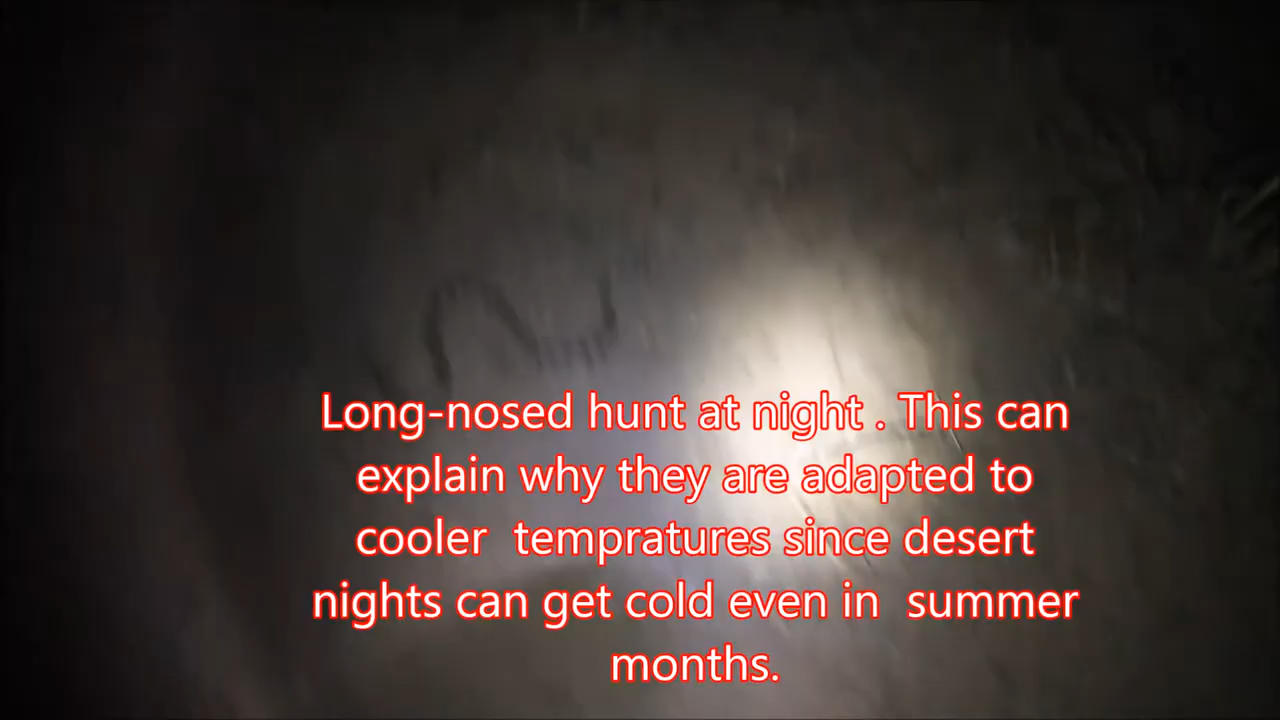 Long-nosed hunt at night . This can
explain why they are adapted to
cooler  tempratures since desert
nights can get cold even in  summer
months.